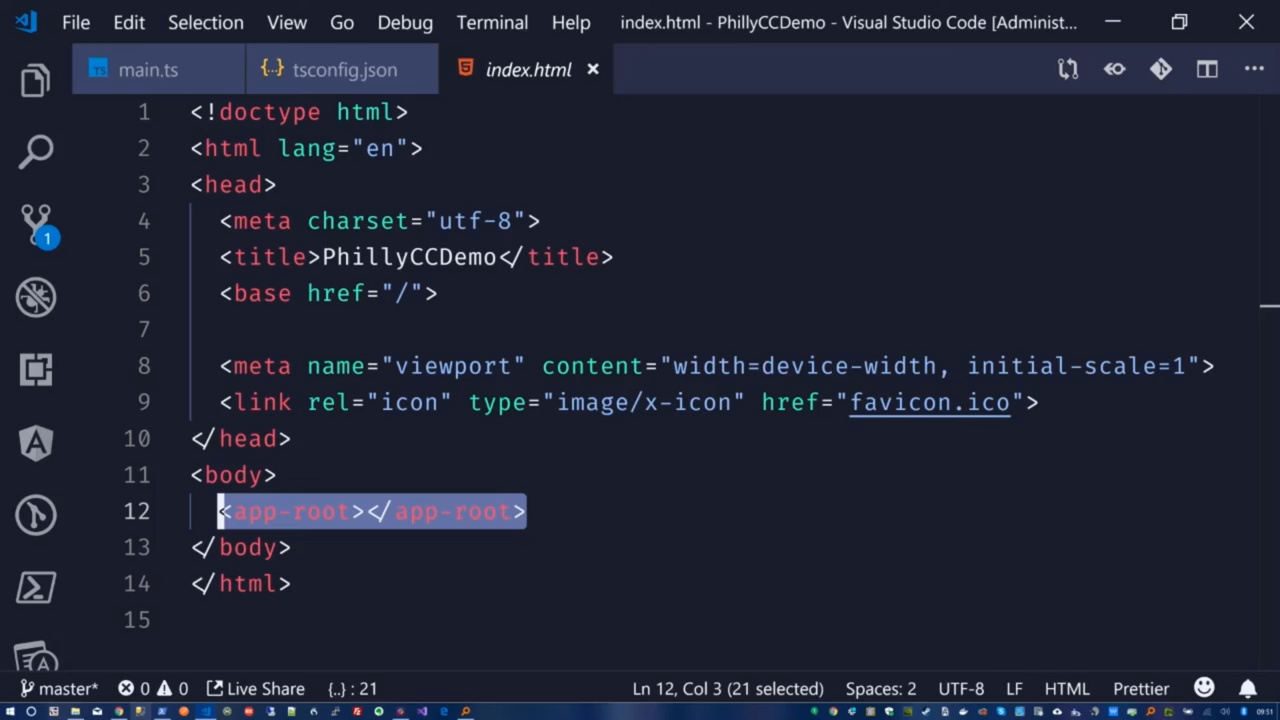 File Edit Selection View Go Debug Terminal Help index.html - PhillyCCDemo - Visual Studio Code [Administ...
TS main.ts {..} tsconfig.json index.html
1 <!doctype html>
2 <html lang="en">
3 <head>
4 <meta charset="utf-8">
5 <title>PhillyCCDemo</title>
6 <base href="/">
7
8 <meta name="viewport" content="width=device-width, initial-scale=1">
9 <link rel="icon" type="image/x-icon" href="favicon.ico">
10 </head>
11 <body>
12 <app-root></app-root>
13 </body>
14 </html>
15
1
master* 0 0 Live Share {..} : 21 Ln 12, Col 3 (21 selected) Spaces: 2 UTF-8 LF HTML Prettier
09:51